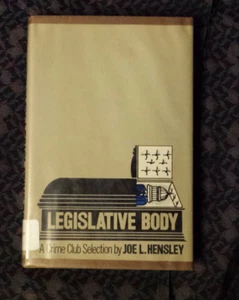 LEGISLATIVE BODY
A Crime Club Selection by JOE L. HENSLEY